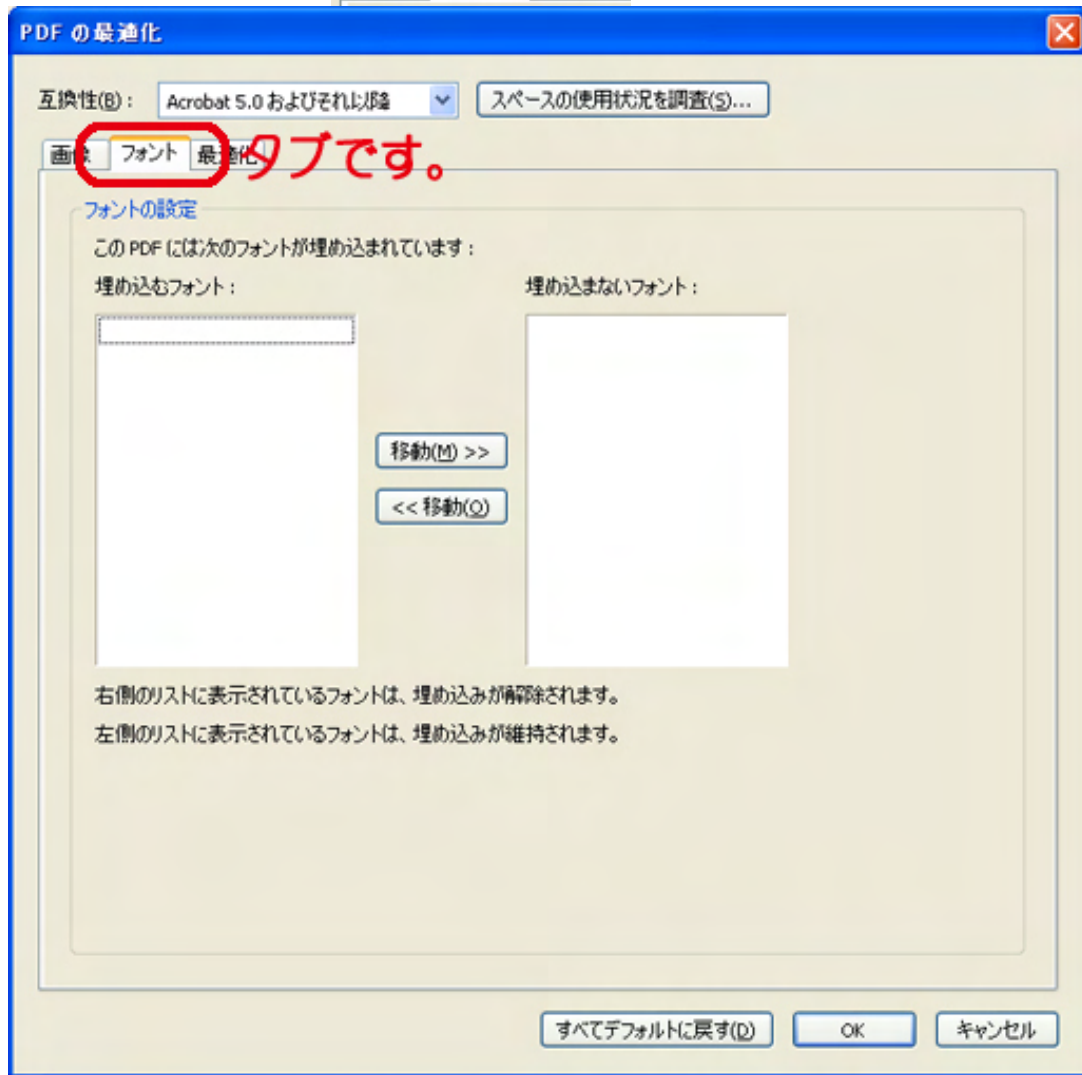 PDF の最適化
互換性(B): Acrobat 5.0 およびそれ以降 スペースの使用状況を調査(S)...
画像 フォント 最適化 タブです。
フォントの設定
この PDF には次のフォントが埋め込まれています:
埋め込むフォント: 埋め込まないフォント:
移動(M) >>
<< 移動(O)
右側のリストに表示されているフォントは、埋め込みが解除されます。
左側のリストに表示されているフォントは、埋め込みが維持されます。
すべてデフォルトに戻す(D) OK キャンセル